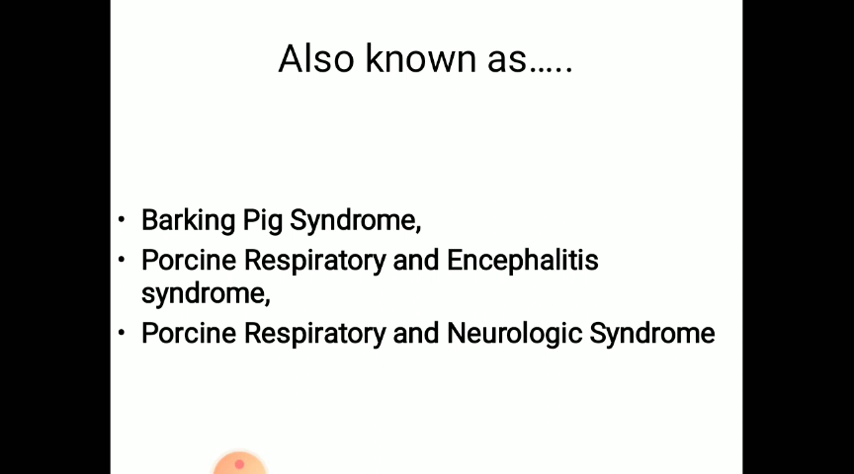 Also known as.....
• Barking Pig Syndrome,
• Porcine Respiratory and Encephalitis
syndrome,
• Porcine Respiratory and Neurologic Syndrome